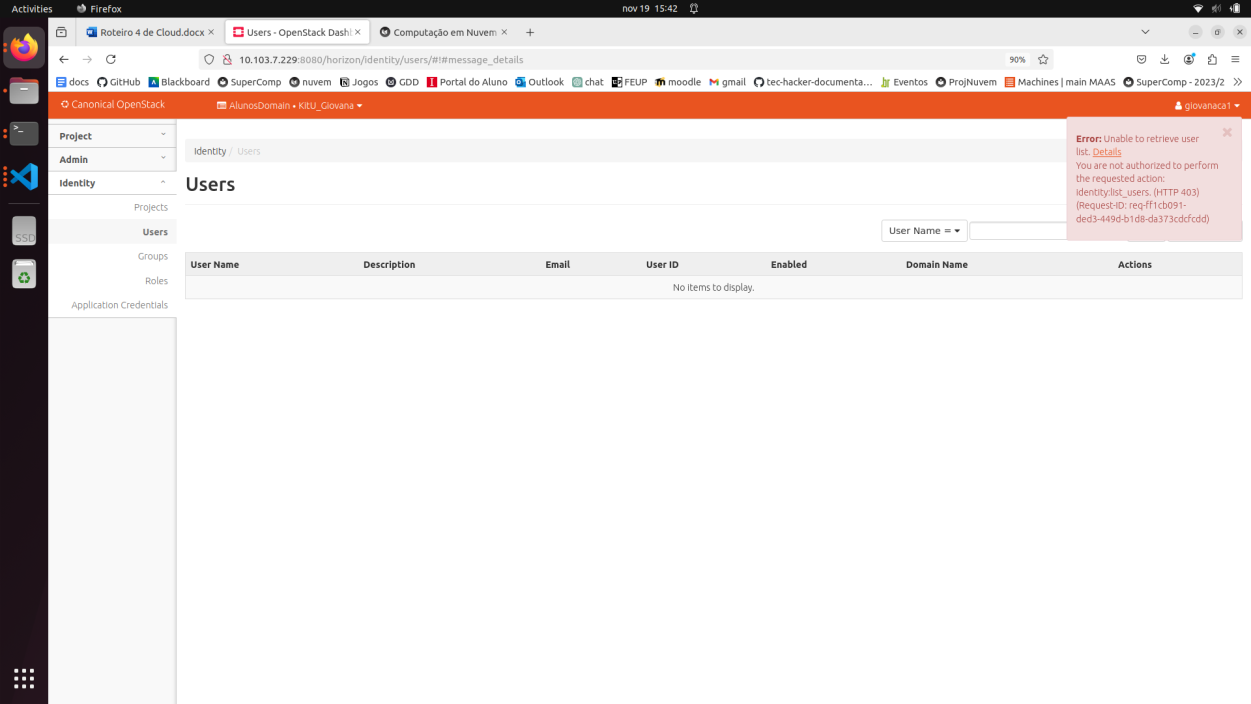 Activities
Firefox
nov 19 15:42
Roteiro 4 de Cloud.docx
Users - OpenStack Dash
Computação em Nuvem
10.103.7.229:8080/horizon/identity/users/#!#message_details
90%
docs
GitHub
Blackboard
SuperComp
nuvem
Jogos
GDD
Portal do Aluno
Outlook
chat
FEUP
moodle
gmail
tec-hacker-documenta...
Eventos
ProjNuvem
Machines | main MAAS
SuperComp - 2023/2
Canonical OpenStack
AlunosDomain • KitU_Giovana
giovanaca1
Project
Admin
Identity
Projects
Users
Groups
Roles
Application Credentials
SSD
Identity / Users
Users
Error: Unable to retrieve user
list. Details
You are not authorized to perform
the requested action:
identity:list_users. (HTTP 403)
(Request-ID: req-ff1cb091-
ded3-449d-b1d8-da373cdcfcdd)
User Name =
User Name
Description
Email
User ID
Enabled
Domain Name
Actions
No items to display.